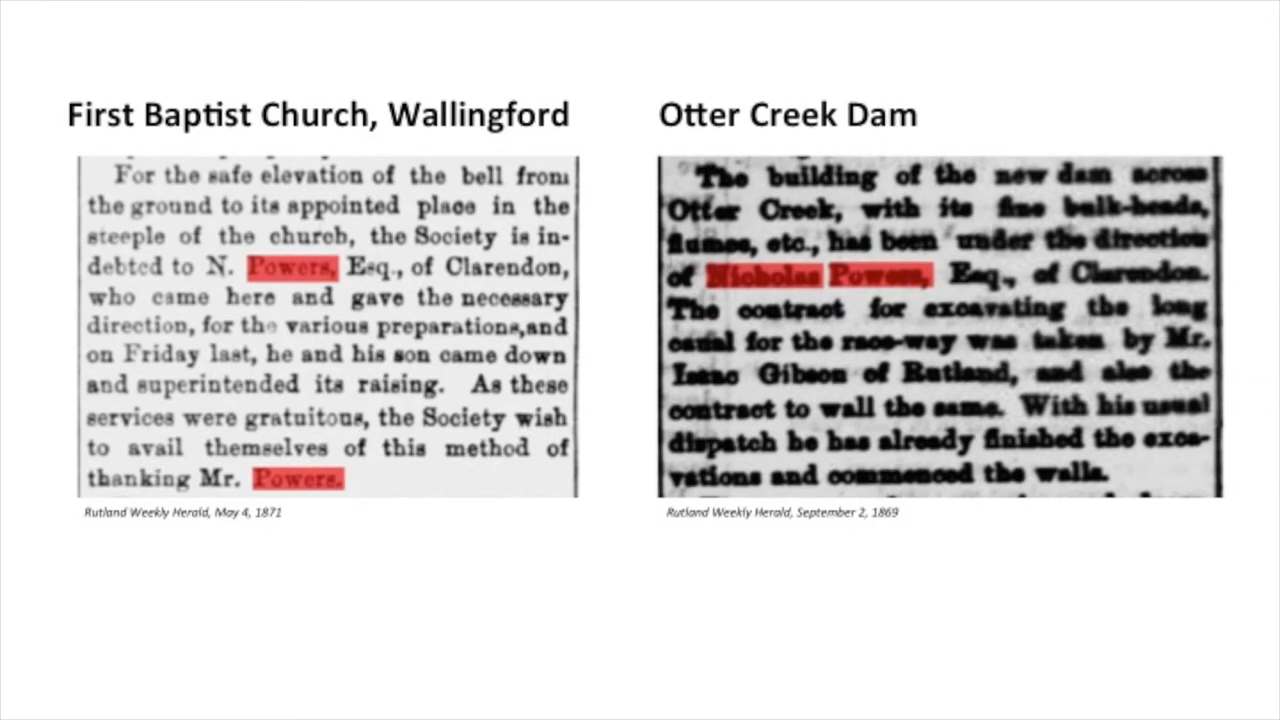 First Baptist Church, Wallingford
For the safe elevation of the bell from
the ground to its appointed place in the
steeple of the church, the Society is in-
debted to N. Powers, Esq., of Clarendon,
who came here and gave the necessary
direction, for the various preparations,and
on Friday last, he and his son came down
and superintended its raising. As these
services were gratuitous, the Society wish
to avail themselves of this method of
thanking Mr. Powers.
Rutland Weekly Herald, May 4, 1871
Otter Creek Dam
The building of the new dam across
Otter Creek, with its fine bulk-heads,
flumes, etc., has been under the direction
of Nicholas Powers, Esq., of Clarendon.
The contract for excavating the long
canal for the race-way was taken by Mr.
Isaac Gibson of Rutland, and also the
contract to wall the same. With his usual
dispatch he has already finished the exca-
vations and commenced the walls.
Rutland Weekly Herald, September 2, 1869